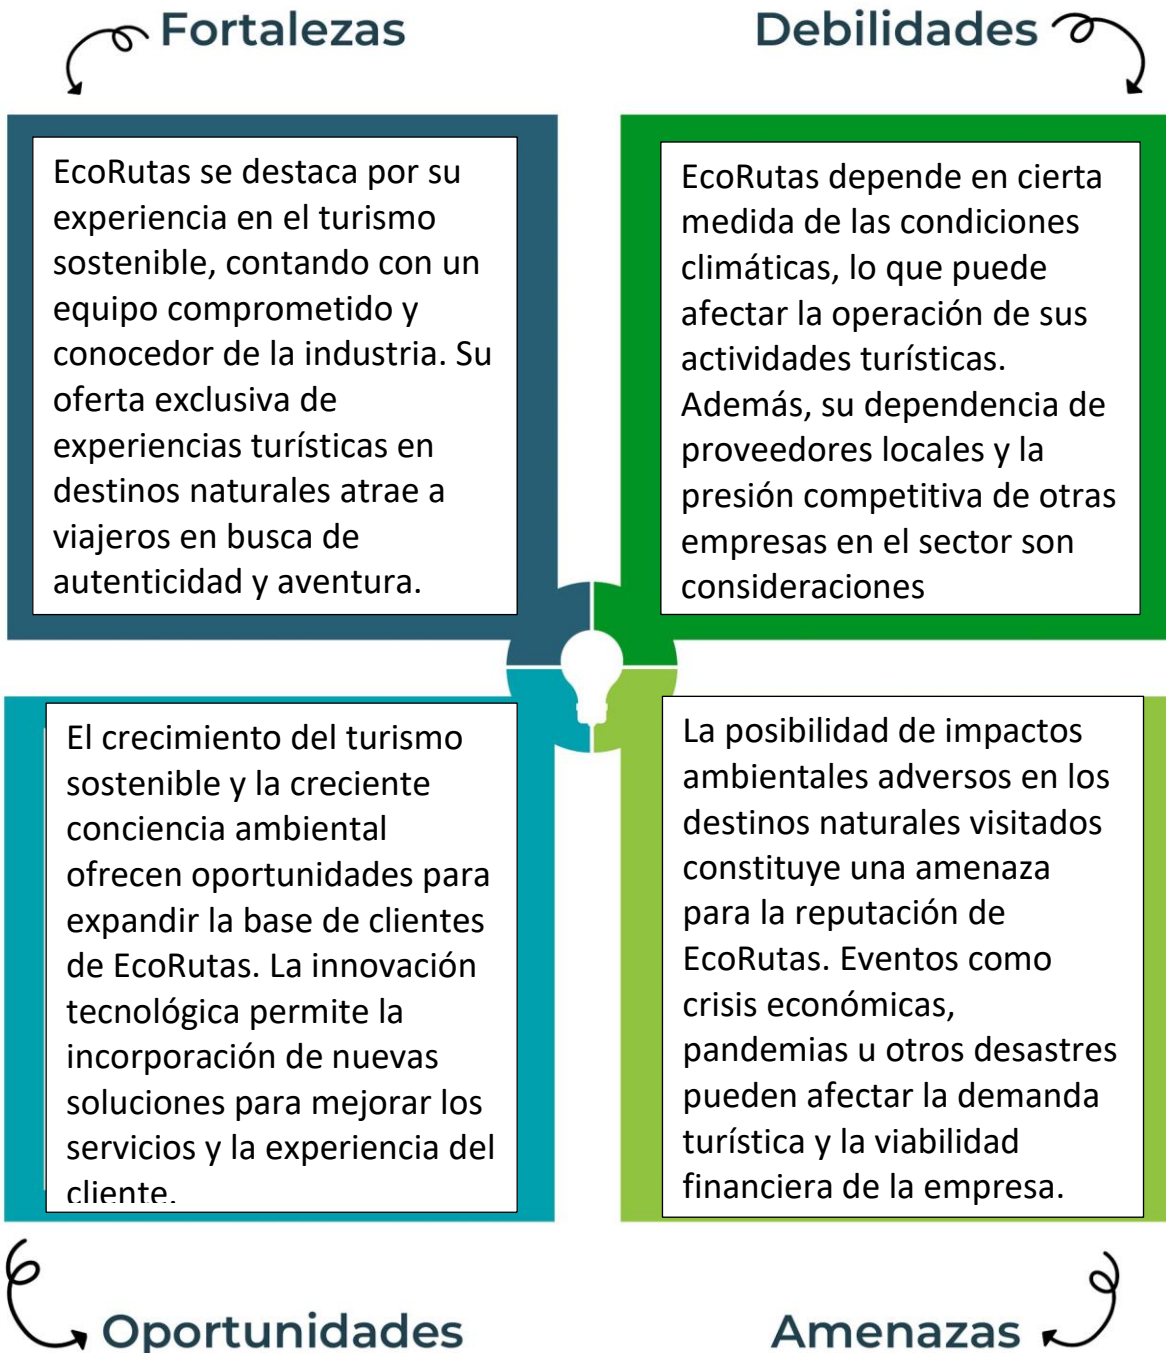 Fortalezas
EcoRutas se destaca por su
experiencia en el turismo
sostenible, contando con un
equipo comprometido y
conocedor de la industria. Su
oferta exclusiva de
experiencias turísticas en
destinos naturales atrae a
viajeros en busca de
autenticidad y aventura.
Debilidades
EcoRutas depende en cierta
medida de las condiciones
climáticas, lo que puede
afectar la operación de sus
actividades turísticas.
Además, su dependencia de
proveedores locales y la
presión competitiva de otras
empresas en el sector son
consideraciones
El crecimiento del turismo
sostenible y la creciente
conciencia ambiental
ofrecen oportunidades para
expandir la base de clientes
de EcoRutas. La innovación
tecnológica permite la
incorporación de nuevas
soluciones para mejorar los
servicios y la experiencia del
cliente.
Oportunidades
La posibilidad de impactos
ambientales adversos en los
destinos naturales visitados
constituye una amenaza
para la reputación de
EcoRutas. Eventos como
crisis económicas,
pandemias u otros desastres
pueden afectar la demanda
turística y la viabilidad
financiera de la empresa.
Amenazas